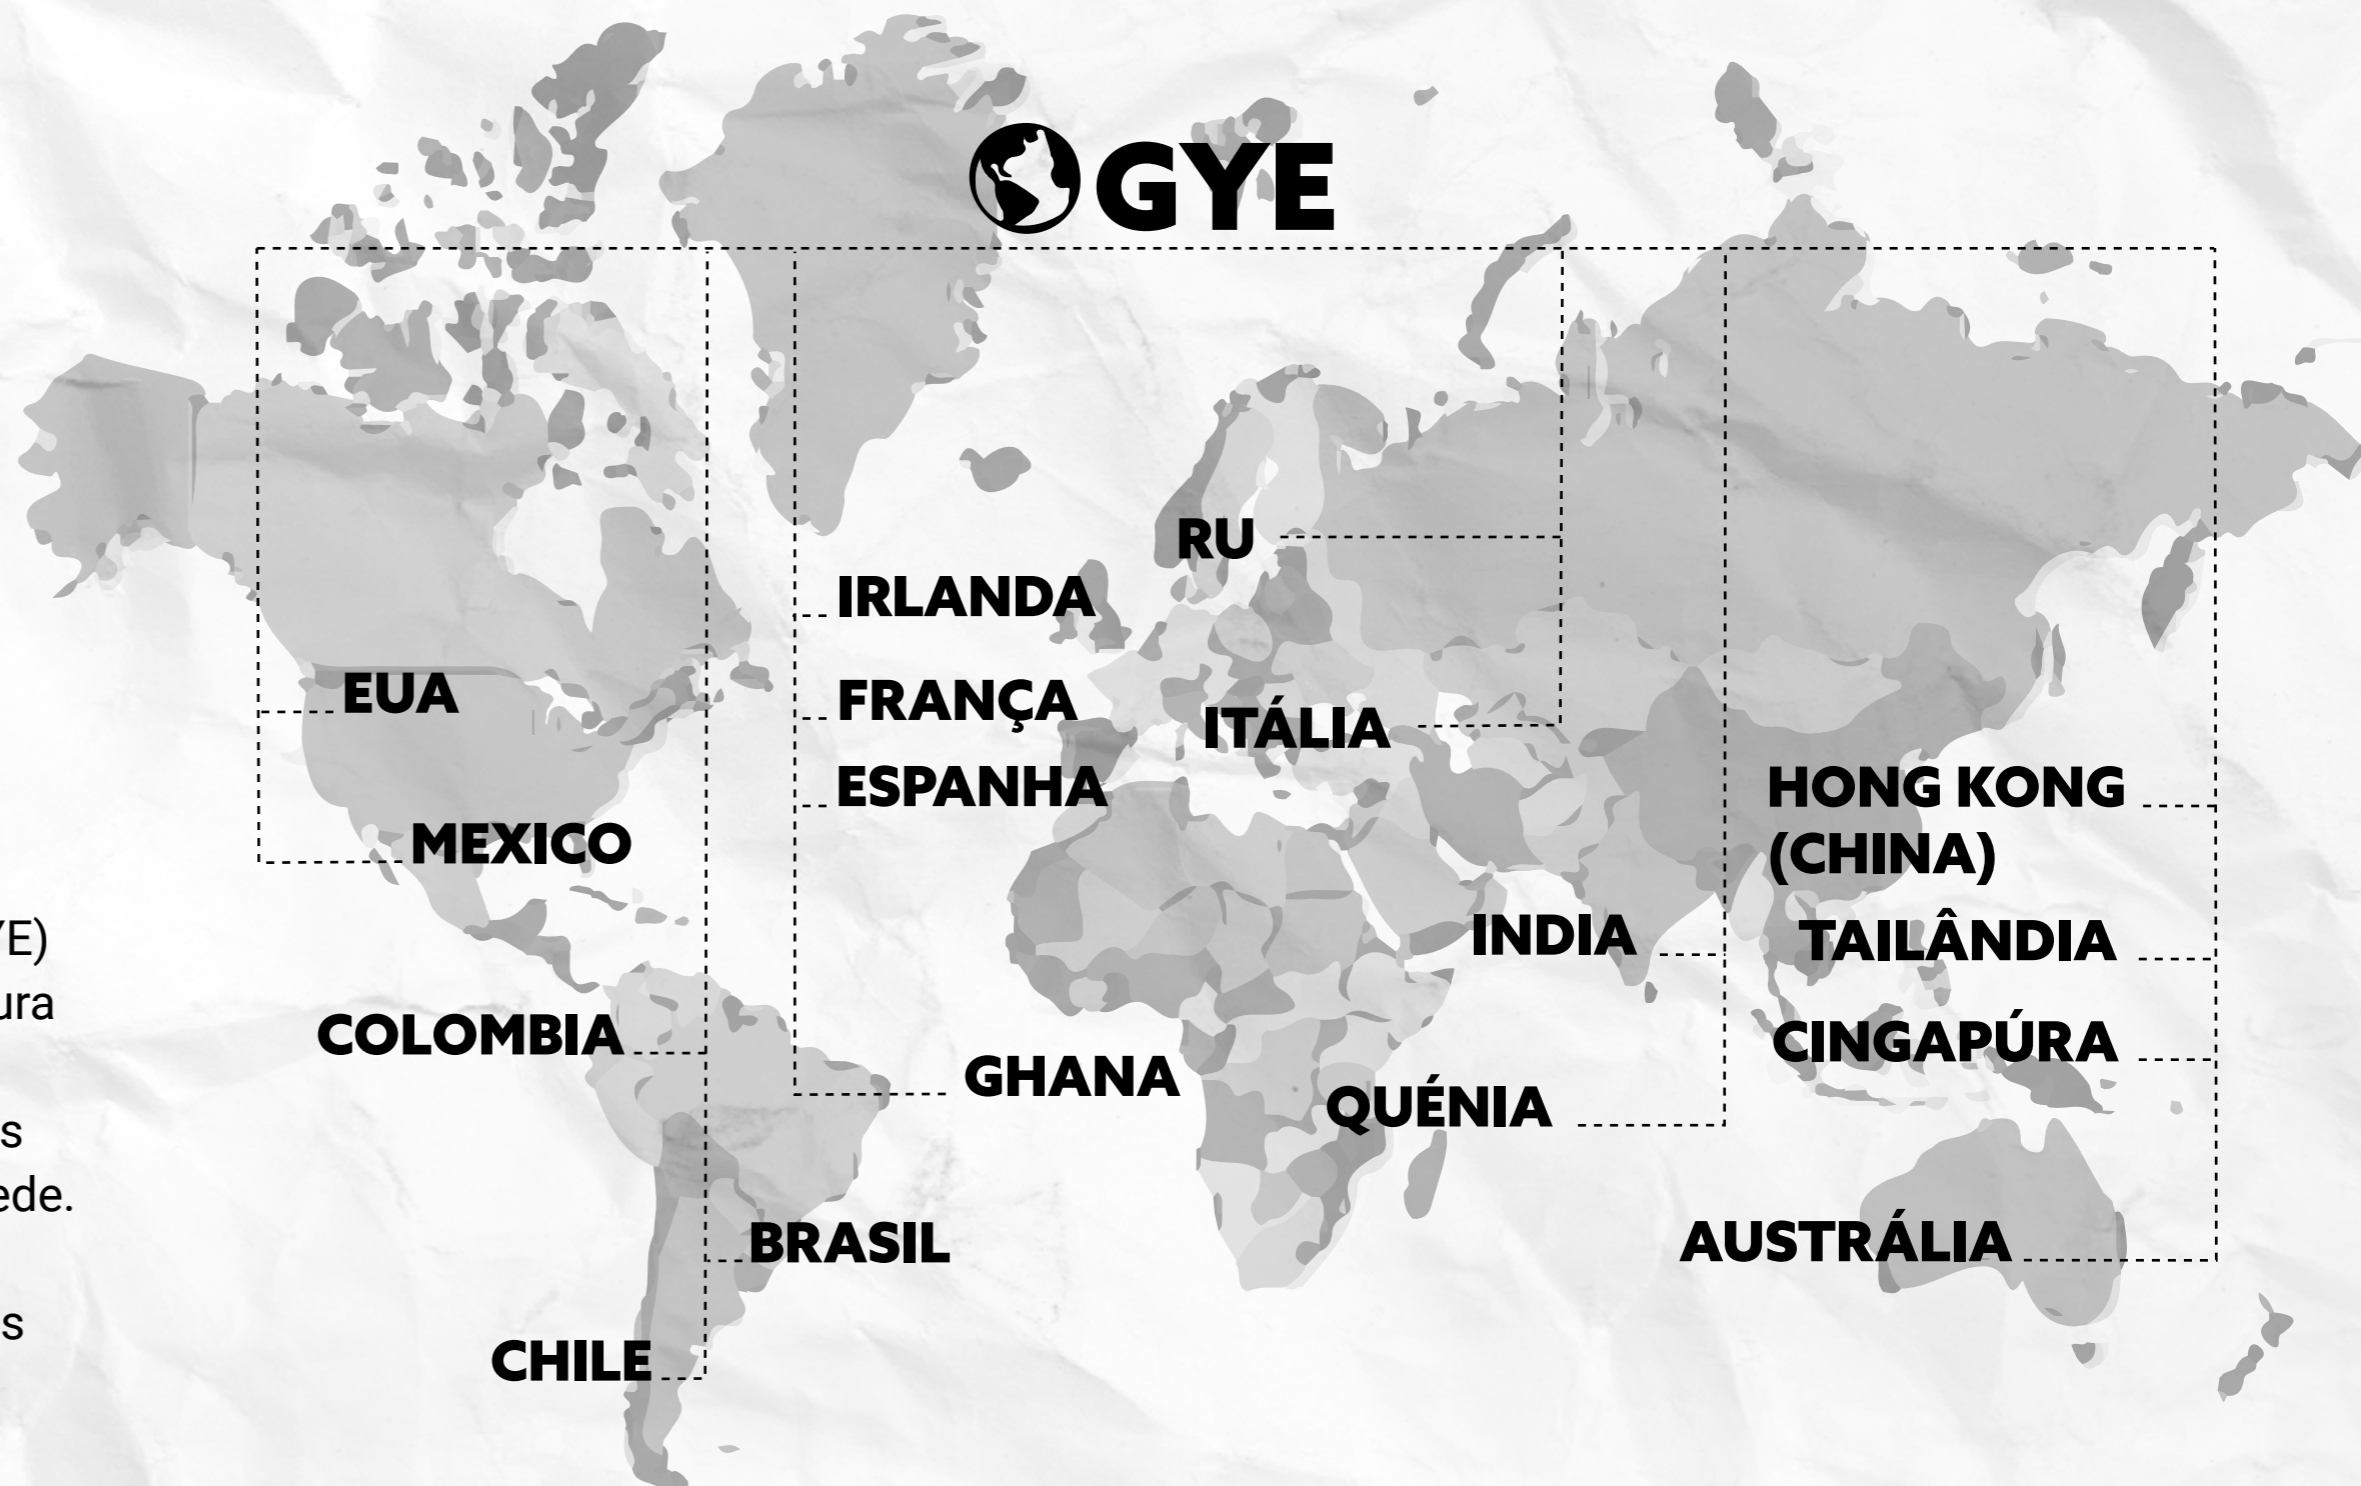 GYE
EUA
MEXICO
COLOMBIA
BRASIL
CHILE
IRLANDA
FRANÇA
ESPANHA
GHANA
RU
ITÁLIA
INDIA
QUÉNIA
HONG KONG
(CHINA)
TAILÂNDIA
CINGAPÚRA
AUSTRÁLIA